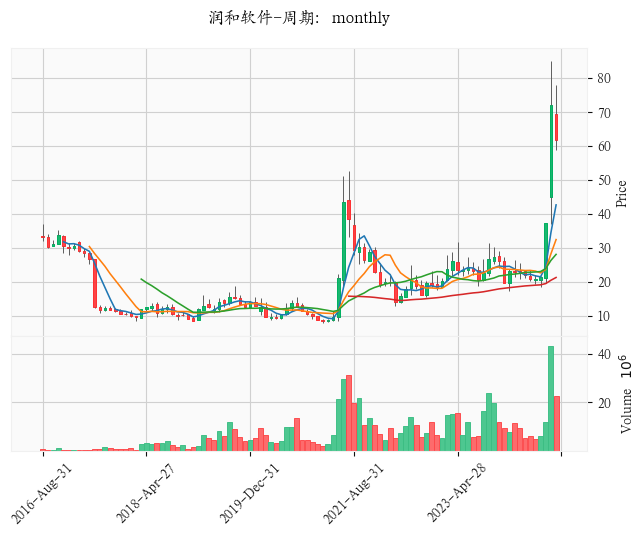 润和软件-周期: monthly
80
70
60
50
40
30
20
10
Price
40
20
Volume 10^6
2016-Aug-31
2018-Apr-27
2019-Dec-31
2021-Aug-31
2023-Apr-28